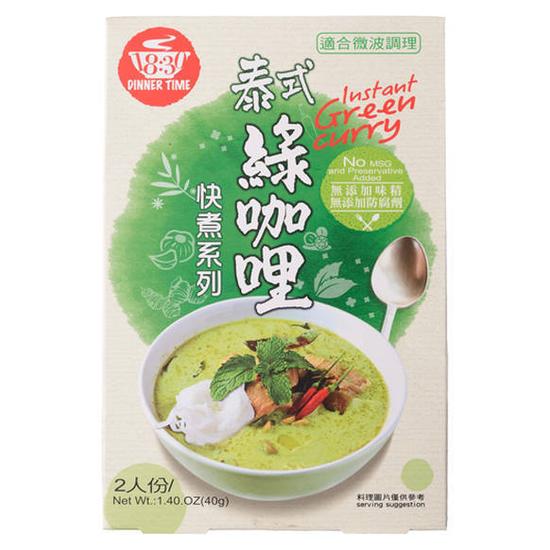 83
DINNER TIME
適合微波調理
泰式
綠咖哩
快煮系列
Instant
Green
curry
No MSG
and Preservative
Added
無添加味精
無添加防腐劑
2人份/
Net Wt.:1.40.OZ(40g)
料理圖片僅供參考
serving suggestion